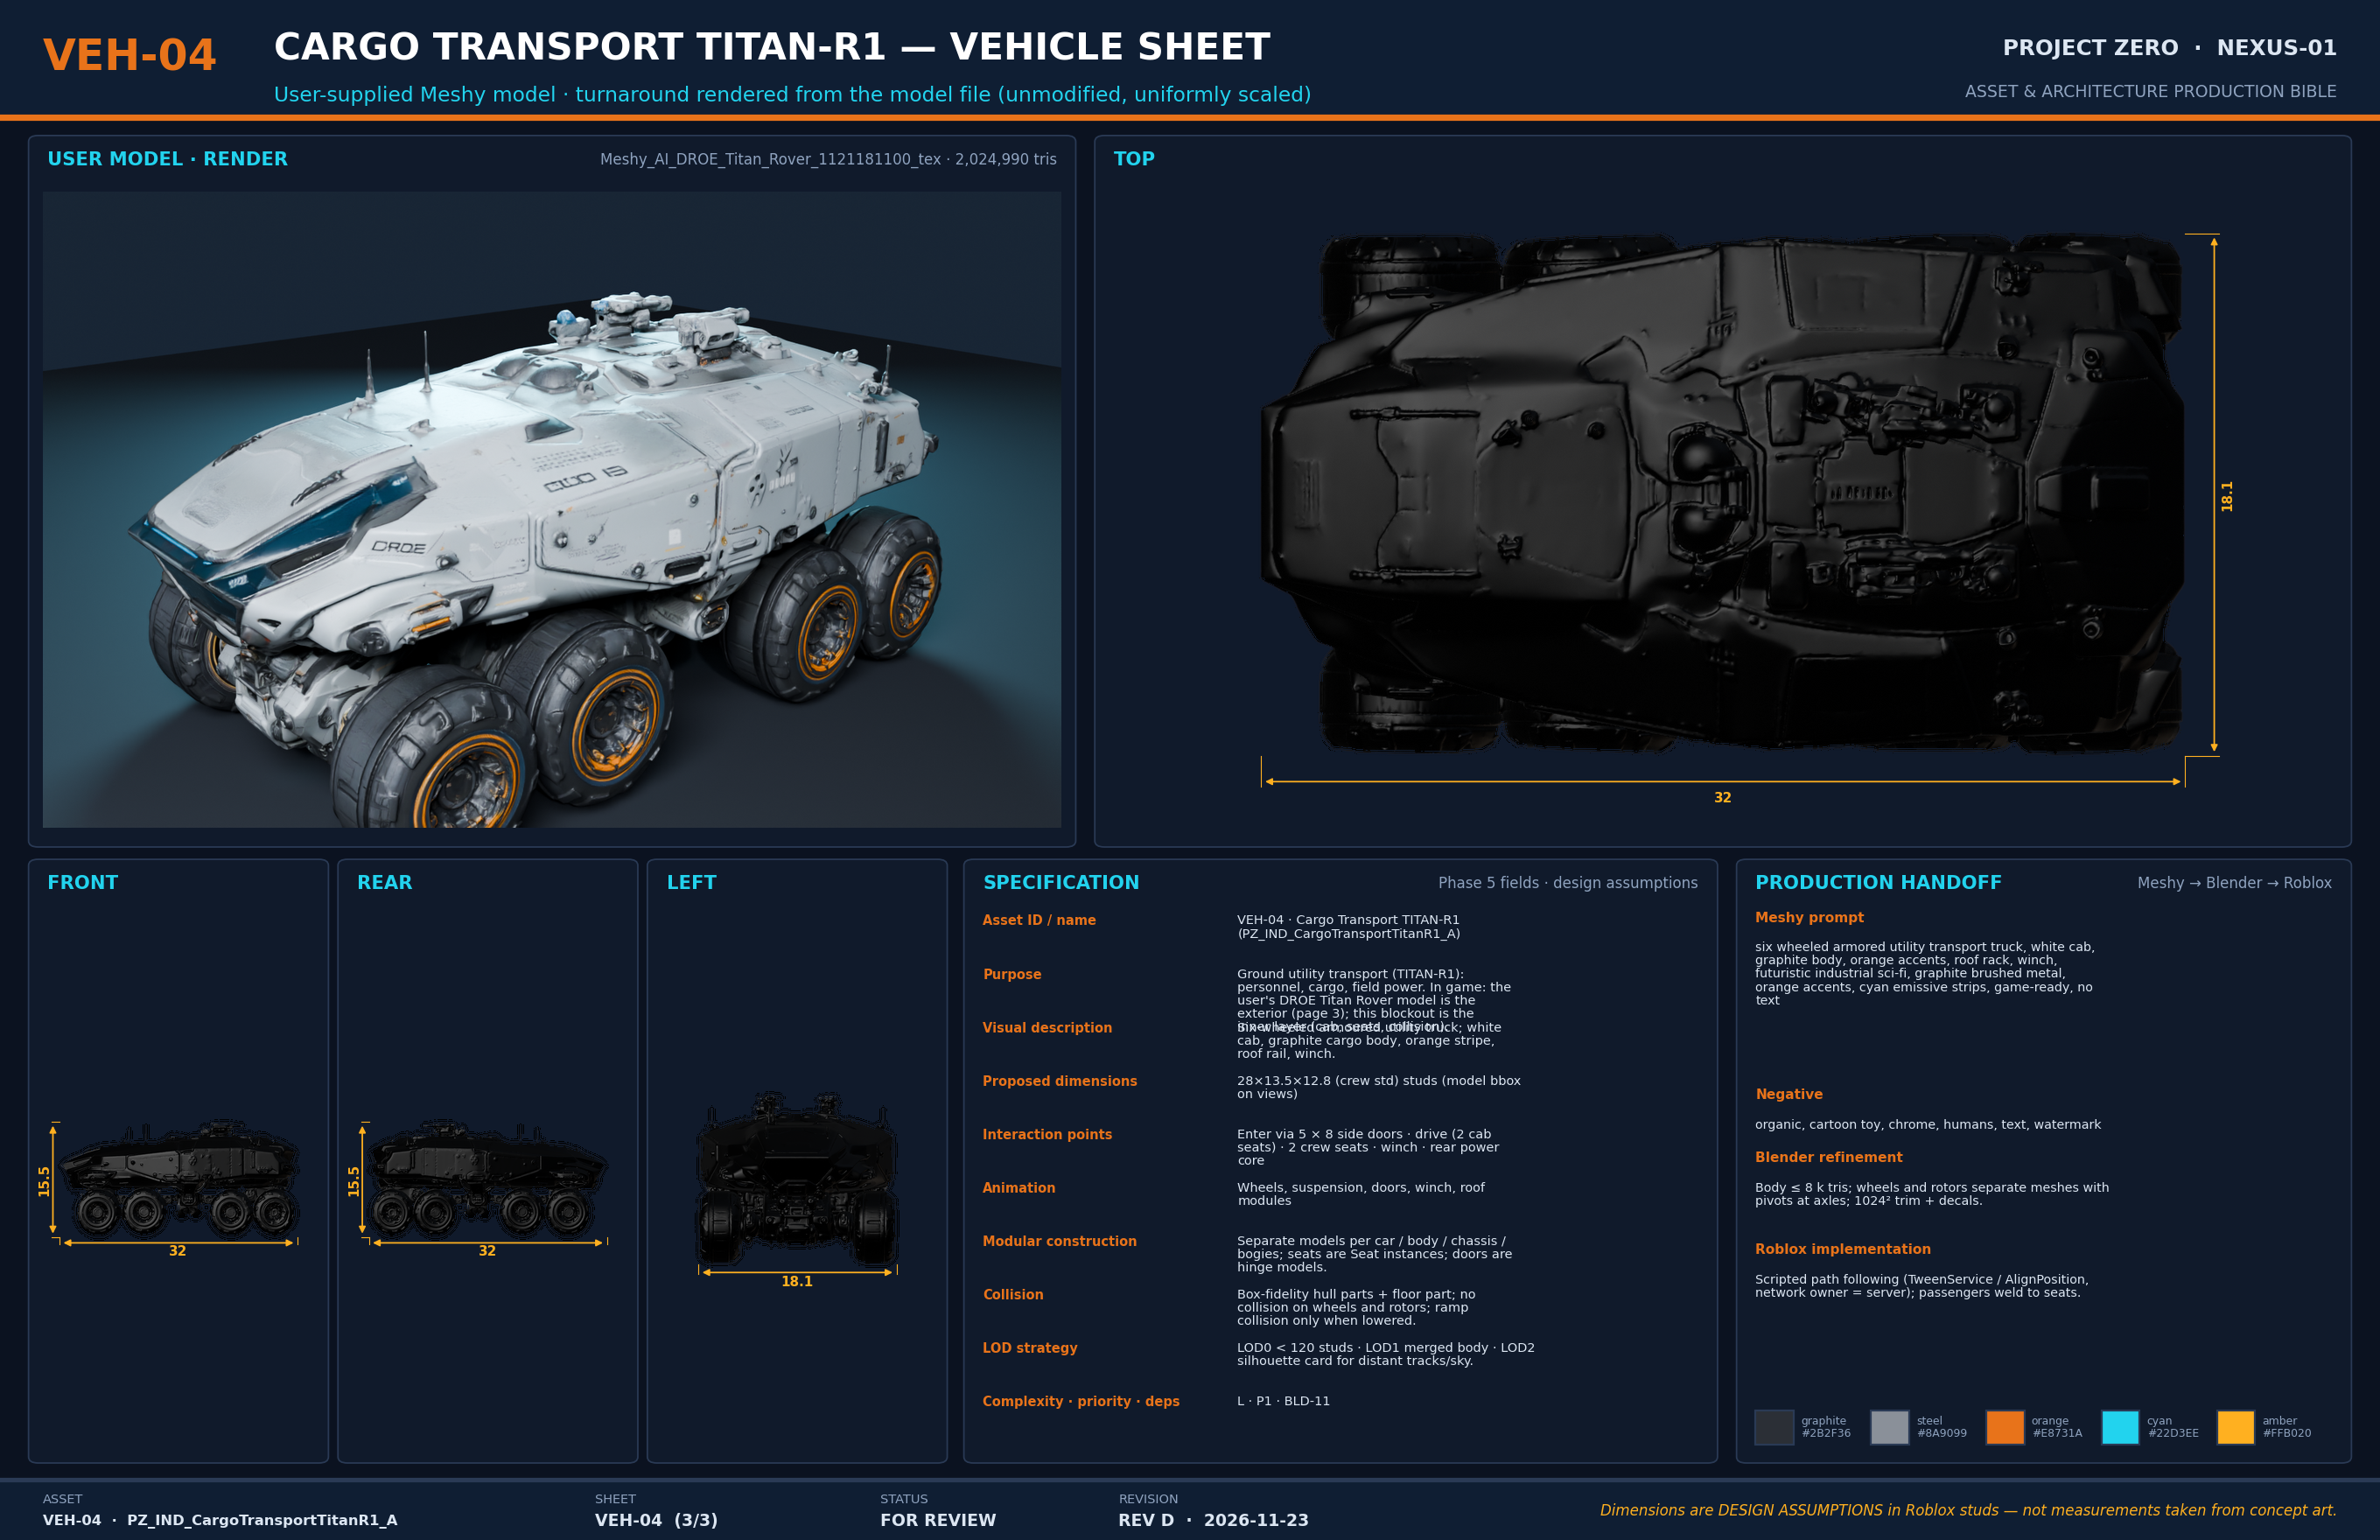 VEH-04
CARGO TRANSPORT TITAN-R1 — VEHICLE SHEET
User-supplied Meshy model · turnaround rendered from the model file (unmodified, uniformly scaled)
PROJECT ZERO · NEXUS-01
ASSET & ARCHITECTURE PRODUCTION BIBLE
USER MODEL · RENDER
Meshy_AI_DROE_Titan_Rover_1121181100_tex · 2,024,990 tris
DROE
TOP
18.1
32
FRONT
15.5
32
REAR
15.5
32
LEFT
18.1
SPECIFICATION
Phase 5 fields · design assumptions
Asset ID / name
VEH-04 · Cargo Transport TITAN-R1
(PZ_IND_CargoTransportTitanR1_A)
Purpose
Ground utility transport (TITAN-R1):
personnel, cargo, field power. In game: the
user's DROE Titan Rover model is the
exterior (page 3); this blockout is the
inner layer (cab, seats, collision).
Visual description
Six-wheeled armoured utility truck; white
cab, graphite cargo body, orange stripe,
roof rail, winch.
Proposed dimensions
28×13.5×12.8 (crew std) studs (model bbox
on views)
Interaction points
Enter via 5 × 8 side doors · drive (2 cab
seats) · 2 crew seats · winch · rear power
core
Animation
Wheels, suspension, doors, winch, roof
modules
Modular construction
Separate models per car / body / chassis /
bogies; seats are Seat instances; doors are
hinge models.
Collision
Box-fidelity hull parts + floor part; no
collision on wheels and rotors; ramp
collision only when lowered.
LOD strategy
LOD0 < 120 studs · LOD1 merged body · LOD2
silhouette card for distant tracks/sky.
Complexity · priority · deps
L · P1 · BLD-11
PRODUCTION HANDOFF
Meshy → Blender → Roblox
Meshy prompt
six wheeled armored utility transport truck, white cab,
graphite body, orange accents, roof rack, winch,
futuristic industrial sci-fi, graphite brushed metal,
orange accents, cyan emissive strips, game-ready, no
text
Negative
organic, cartoon toy, chrome, humans, text, watermark
Blender refinement
Body ≤ 8 k tris; wheels and rotors separate meshes with
pivots at axles; 1024² trim + decals.
Roblox implementation
Scripted path following (TweenService / AlignPosition,
network owner = server); passengers weld to seats.
graphite
#2B2F36
steel
#8A9099
orange
#E8731A
cyan
#22D3EE
amber
#FFB020
ASSET
VEH-04 · PZ_IND_CargoTransportTitanR1_A
SHEET
VEH-04 (3/3)
STATUS
FOR REVIEW
REVISION
REV D · 2026-11-23
Dimensions are DESIGN ASSUMPTIONS in Roblox studs — not measurements taken from concept art.